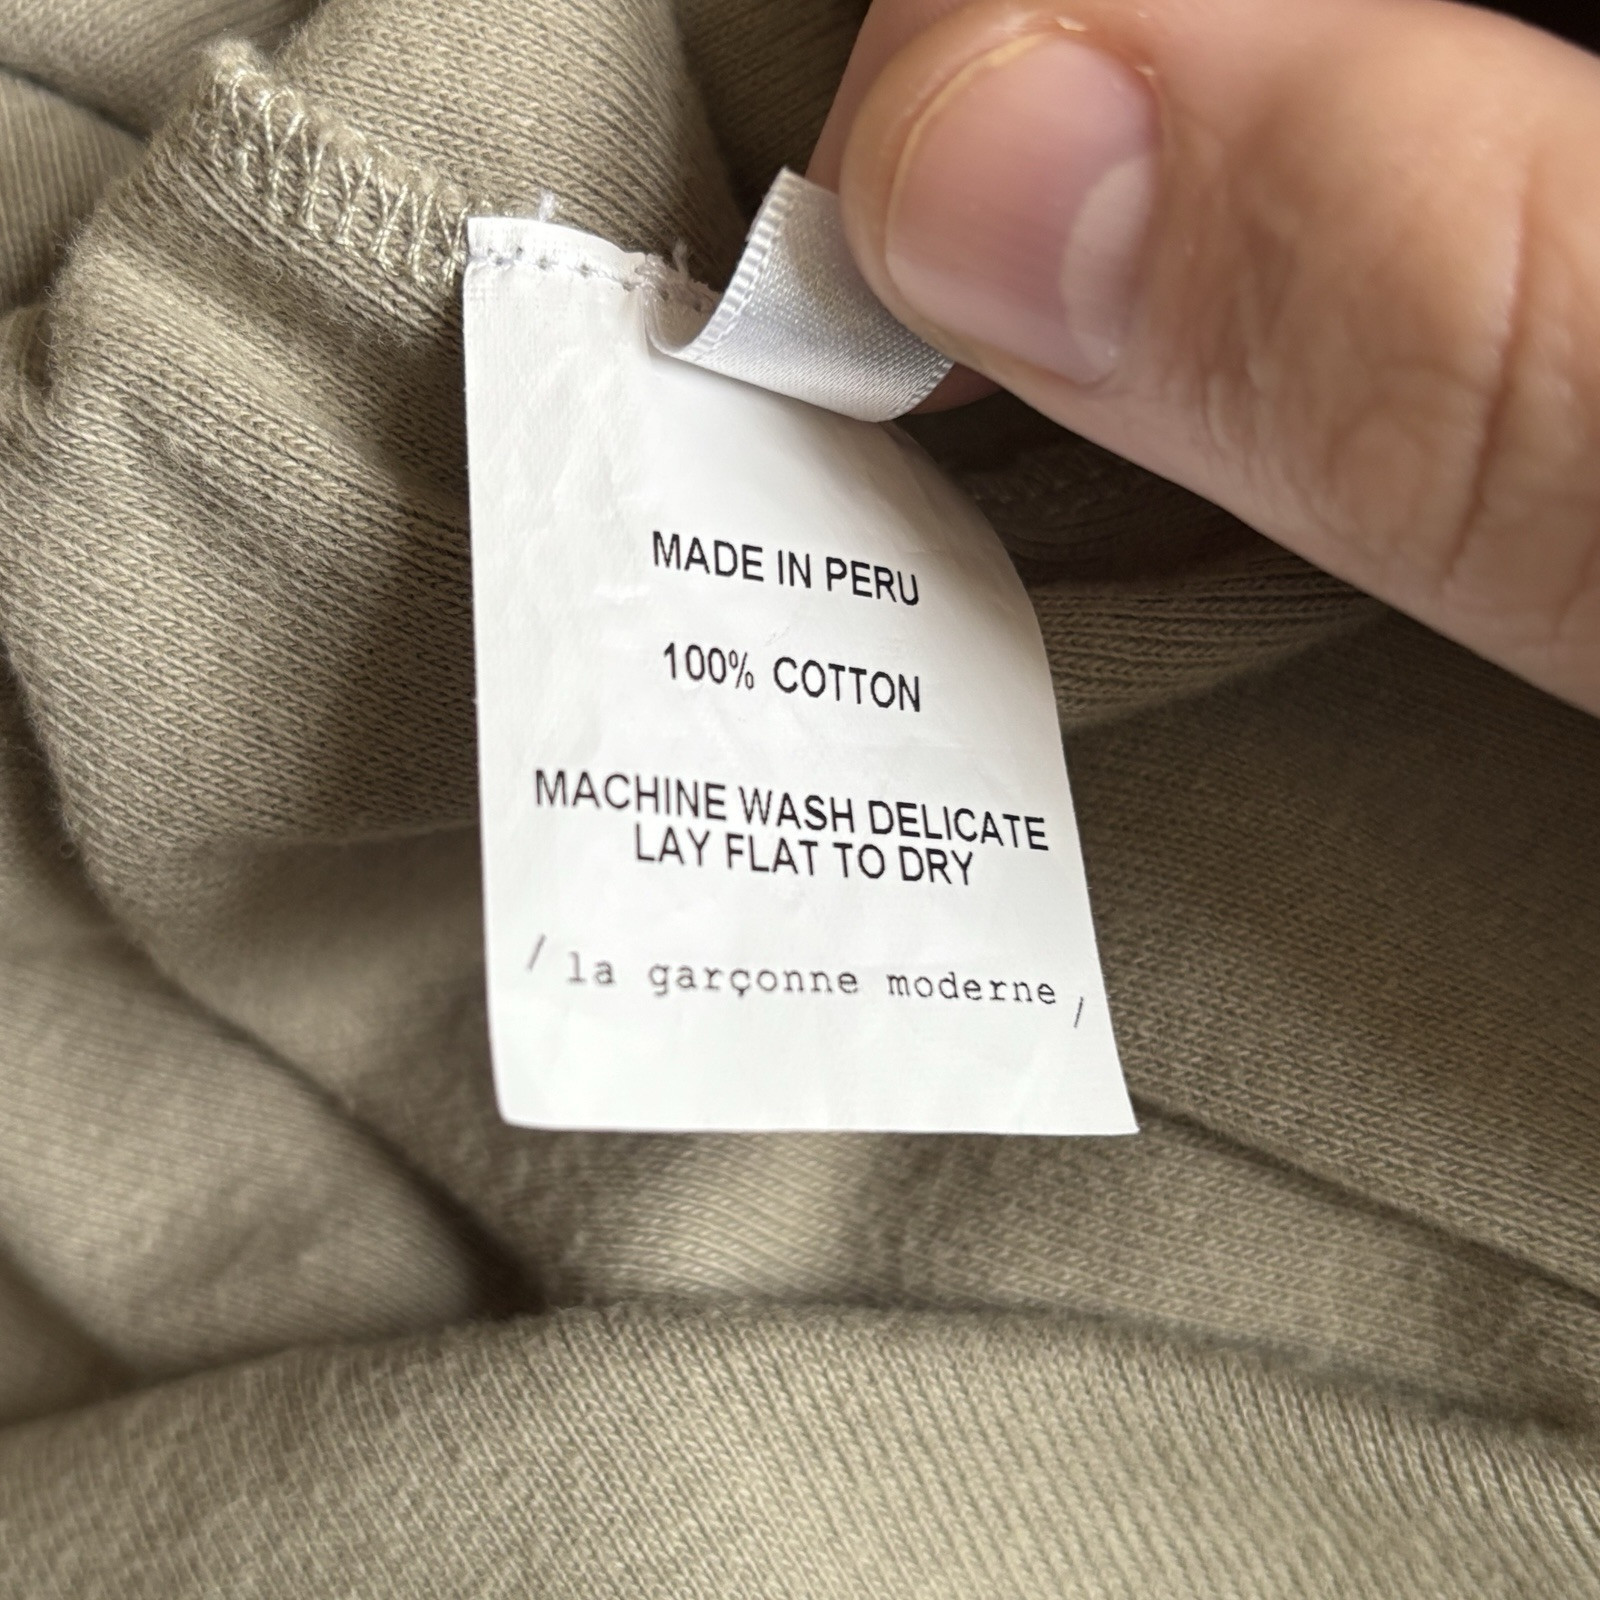 MADE IN PERU
100% COTTON
MACHINE WASH DELICATE
LAY FLAT TO DRY
/ la garçonne moderne /